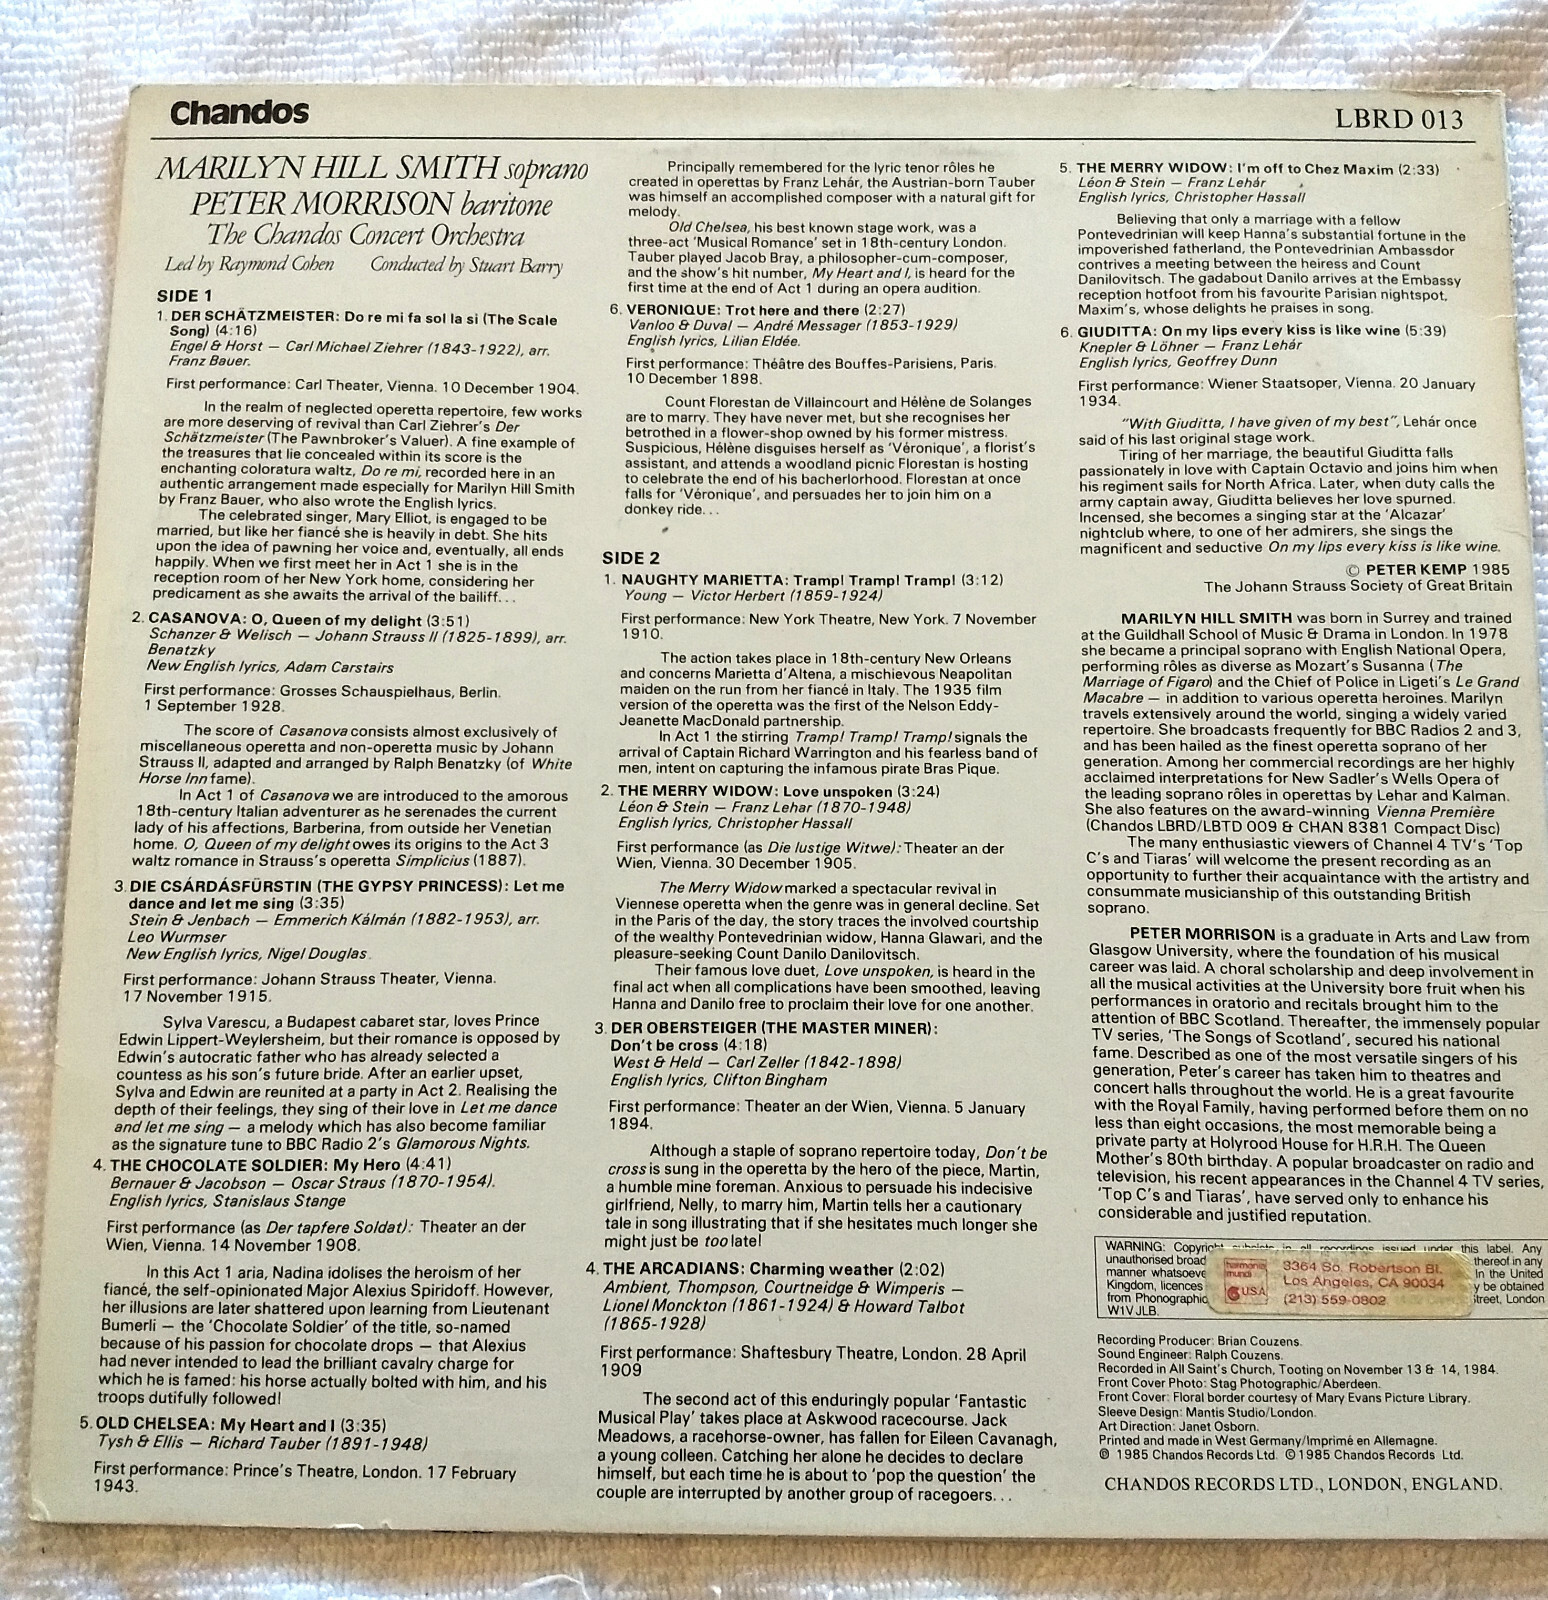 Chandos
LBRD 013
MARILYN HILL SMITH soprano
PETER MORRISON baritone
The Chandos Concert Orchestra
Led by Raymond Cohen Conducted by Stuart Barry
SIDE 1
1. DER SCHÄTZMEISTER: Do re mi fa sol la si (The Scale
Song) (4:16)
Engel & Horst — Carl Michael Ziehrer (1843-1922), arr.
Franz Bauer.
First performance: Carl Theater, Vienna. 10 December 1904.
In the realm of neglected operetta repertoire, few works
are more deserving of revival than Carl Ziehrer's Der
Schätzmeister (The Pawnbroker's Valuer). A fine example of
the treasures that lie concealed within its score is the
enchanting coloratura waltz, Do re mi, recorded here in an
authentic arrangement made especially for Marilyn Hill Smith
by Franz Bauer, who also wrote the English lyrics.
The celebrated singer, Mary Elliot, is engaged to be
married, but like her fiancé she is heavily in debt. She hits
upon the idea of pawning her voice and, eventually, all ends
happily. When we first meet her in Act 1 she is in the
reception room of her New York home, considering her
predicament as she awaits the arrival of the bailiff...
2. CASANOVA: O, Queen of my delight (3:51)
Schanzer & Welisch — Johann Strauss II (1825-1899), arr.
Benatzky
New English lyrics, Adam Carstairs
First performance: Grosses Schauspielhaus, Berlin.
1 September 1928.
The score of Casanova consists almost exclusively of
miscellaneous operetta and non-operetta music by Johann
Strauss II, adapted and arranged by Ralph Benatzky (of White
Horse Inn fame).
In Act 1 of Casanova we are introduced to the amorous
18th-century Italian adventurer as he serenades the current
lady of his affections, Barberina, from outside her Venetian
home. O, Queen of my delight owes its origins to the Act 3
waltz romance in Strauss's operetta Simplicius (1887).
3. DIE CSÁRDÁSFÜRSTIN (THE GYPSY PRINCESS): Let me
dance and let me sing (3:35)
Stein & Jenbach — Emmerich Kálmán (1882-1953), arr.
Leo Wurmser
New English lyrics, Nigel Douglas
First performance: Johann Strauss Theater, Vienna.
17 November 1915.
Sylva Varescu, a Budapest cabaret star, loves Prince
Edwin Lippert-Weylersheim, but their romance is opposed by
Edwin's autocratic father who has already selected a
countess as his son's future bride. After an earlier upset,
Sylva and Edwin are reunited at a party in Act 2. Realising the
depth of their feelings, they sing of their love in Let me dance
and let me sing — a melody which has also become familiar
as the signature tune to BBC Radio 2's Glamorous Nights.
4. THE CHOCOLATE SOLDIER: My Hero (4:41)
Bernauer & Jacobson — Oscar Straus (1870-1954).
English lyrics, Stanislaus Stange
First performance (as Der tapfere Soldat): Theater an der
Wien, Vienna. 14 November 1908.
In this Act 1 aria, Nadina idolises the heroism of her
fiancé, the self-opinionated Major Alexius Spiridoff. However,
her illusions are later shattered upon learning from Lieutenant
Bumerli — the 'Chocolate Soldier' of the title, so-named
because of his passion for chocolate drops — that Alexius
had never intended to lead the brilliant cavalry charge for
which he is famed: his horse actually bolted with him, and his
troops dutifully followed!
5. OLD CHELSEA: My Heart and I (3:35)
Tysh & Ellis — Richard Tauber (1891-1948)
First performance: Prince's Theatre, London. 17 February
1943.
Principally remembered for the lyric tenor rôles he
created in operettas by Franz Lehár, the Austrian-born Tauber
was himself an accomplished composer with a natural gift for
melody.
Old Chelsea, his best known stage work, was a
three-act 'Musical Romance' set in 18th-century London.
Tauber played Jacob Bray, a philosopher-cum-composer,
and the show's hit number, My Heart and I, is heard for the
first time at the end of Act 1 during an opera audition.
6. VERONIQUE: Trot here and there (2:27)
Vanloo & Duval — André Messager (1853-1929)
English lyrics, Lilian Eldée.
First performance: Théâtre des Bouffes-Parisiens, Paris.
10 December 1898.
Count Florestan de Villaincourt and Hélène de Solanges
are to marry. They have never met, but she recognises her
betrothed in a flower-shop owned by his former mistress.
Suspicious, Hélène disguises herself as 'Véronique', a florist's
assistant, and attends a woodland picnic Florestan is hosting
to celebrate the end of his bacherlorhood. Florestan at once
falls for 'Véronique', and persuades her to join him on a
donkey ride...
SIDE 2
1. NAUGHTY MARIETTA: Tramp! Tramp! Tramp! (3:12)
Young — Victor Herbert (1859-1924)
First performance: New York Theatre, New York. 7 November
1910.
The action takes place in 18th-century New Orleans
and concerns Marietta d'Altena, a mischievous Neapolitan
maiden on the run from her fiancé in Italy. The 1935 film
version of the operetta was the first of the Nelson Eddy-
Jeanette MacDonald partnership.
In Act 1 the stirring Tramp! Tramp! Tramp! signals the
arrival of Captain Richard Warrington and his fearless band of
men, intent on capturing the infamous pirate Bras Pique.
2. THE MERRY WIDOW: Love unspoken (3:24)
Léon & Stein — Franz Lehar (1870-1948)
English lyrics, Christopher Hassall
First performance (as Die lustige Witwe): Theater an der
Wien, Vienna. 30 December 1905.
The Merry Widow marked a spectacular revival in
Viennese operetta when the genre was in general decline. Set
in the Paris of the day, the story traces the involved courtship
of the wealthy Pontevedrinian widow, Hanna Glawari, and the
pleasure-seeking Count Danilo Danilovitsch.
Their famous love duet, Love unspoken, is heard in the
final act when all complications have been smoothed, leaving
Hanna and Danilo free to proclaim their love for one another.
3. DER OBERSTEIGER (THE MASTER MINER):
Don't be cross (4:18)
West & Held — Carl Zeller (1842-1898)
English lyrics, Clifton Bingham
First performance: Theater an der Wien, Vienna. 5 January
1894.
Although a staple of soprano repertoire today, Don't be
cross is sung in the operetta by the hero of the piece, Martin,
a humble mine foreman. Anxious to persuade his indecisive
girlfriend, Nelly, to marry him, Martin tells her a cautionary
tale in song illustrating that if she hesitates much longer she
might just be too late!
4. THE ARCADIANS: Charming weather (2:02)
Ambient, Thompson, Courtneidge & Wimperis —
Lionel Monckton (1861-1924) & Howard Talbot
(1865-1928)
First performance: Shaftesbury Theatre, London. 28 April
1909
The second act of this enduringly popular 'Fantastic
Musical Play' takes place at Askwood racecourse. Jack
Meadows, a racehorse-owner, has fallen for Eileen Cavanagh,
a young colleen. Catching her alone he decides to declare
himself, but each time he is about to 'pop the question' the
couple are interrupted by another group of racegoers...
5. THE MERRY WIDOW: I'm off to Chez Maxim (2:33)
Léon & Stein — Franz Lehár
English lyrics, Christopher Hassall
Believing that only a marriage with a fellow
Pontevedrinian will keep Hanna's substantial fortune in the
impoverished fatherland, the Pontevedrinian Ambassdor
contrives a meeting between the heiress and Count
Danilovitsch. The gadabout Danilo arrives at the Embassy
reception hotfoot from his favourite Parisian nightspot,
Maxim's, whose delights he praises in song.
6. GIUDITTA: On my lips every kiss is like wine (5:39)
Knepler & Löhner — Franz Lehár
English lyrics, Geoffrey Dunn
First performance: Wiener Staatsoper, Vienna. 20 January
1934.
"With Giuditta, I have given of my best", Lehár once
said of his last original stage work.
Tiring of her marriage, the beautiful Giuditta falls
passionately in love with Captain Octavio and joins him when
his regiment sails for North Africa. Later, when duty calls the
army captain away, Giuditta believes her love spurned.
Incensed, she becomes a singing star at the 'Alcazar'
nightclub where, to one of her admirers, she sings the
magnificent and seductive On my lips every kiss is like wine.
© PETER KEMP 1985
The Johann Strauss Society of Great Britain
MARILYN HILL SMITH was born in Surrey and trained
at the Guildhall School of Music & Drama in London. In 1978
she became a principal soprano with English National Opera,
performing rôles as diverse as Mozart's Susanna (The
Marriage of Figaro) and the Chief of Police in Ligeti's Le Grand
Macabre — in addition to various operetta heroines. Marilyn
travels extensively around the world, singing a widely varied
repertoire. She broadcasts frequently for BBC Radios 2 and 3,
and has been hailed as the finest operetta soprano of her
generation. Among her commercial recordings are her highly
acclaimed interpretations for New Sadler's Wells Opera of
the leading soprano rôles in operettas by Lehar and Kalman.
She also features on the award-winning Vienna Première
(Chandos LBRD/LBTD 009 & CHAN 8381 Compact Disc)
The many enthusiastic viewers of Channel 4 TV's 'Top
C's and Tiaras' will welcome the present recording as an
opportunity to further their acquaintance with the artistry and
consummate musicianship of this outstanding British
soprano.
PETER MORRISON is a graduate in Arts and Law from
Glasgow University, where the foundation of his musical
career was laid. A choral scholarship and deep involvement in
all the musical activities at the University bore fruit when his
performances in oratorio and recitals brought him to the
attention of BBC Scotland. Thereafter, the immensely popular
TV series, 'The Songs of Scotland', secured his national
fame. Described as one of the most versatile singers of his
generation, Peter's career has taken him to theatres and
concert halls throughout the world. He is a great favourite
with the Royal Family, having performed before them on no
less than eight occasions, the most memorable being a
private party at Holyrood House for H.R.H. The Queen
Mother's 80th birthday. A popular broadcaster on radio and
television, his recent appearances in the Channel 4 TV series,
'Top C's and Tiaras', have served only to enhance his
considerable and justified reputation.
WARNING: Copyright subsists in all recordings issued under this label. Any
unauthorised broad thereof in any
manner whatsoeve In the United
Kingdom, licences y be obtained
from Phonographic Street, London
W1V JLB.
harmonia
mundi
USA
3364 So. Robertson Bl.
Los Angeles, CA 90034
(213) 559-0802
Recording Producer: Brian Couzens.
Sound Engineer: Ralph Couzens.
Recorded in All Saint's Church, Tooting on November 13 & 14, 1984.
Front Cover Photo: Stag Photographic/Aberdeen.
Front Cover: Floral border courtesy of Mary Evans Picture Library.
Sleeve Design: Mantis Studio/London.
Art Direction: Janet Osborn.
Printed and made in West Germany/Imprimé en Allemagne.
℗ 1985 Chandos Records Ltd. © 1985 Chandos Records Ltd.
CHANDOS RECORDS LTD., LONDON, ENGLAND.